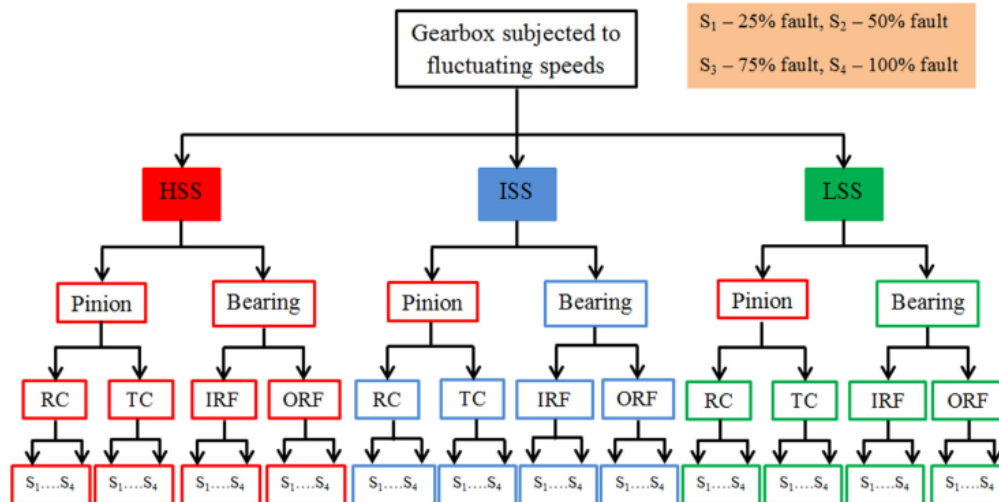 Gearbox subjected to
fluctuating speeds
S₁ – 25% fault, S₂ – 50% fault
S₃ – 75% fault, S₄ – 100% fault
HSS
ISS
LSS
Pinion
Bearing
Pinion
Bearing
Pinion
Bearing
RC
TC
IRF
ORF
RC
TC
IRF
ORF
RC
TC
IRF
ORF
S₁....S₄
S₁....S₄
S₁....S₄
S₁....S₄
S₁....S₄
S₁....S₄
S₁....S₄
S₁....S₄
S₁....S₄
S₁....S₄
S₁....S₄
S₁....S₄